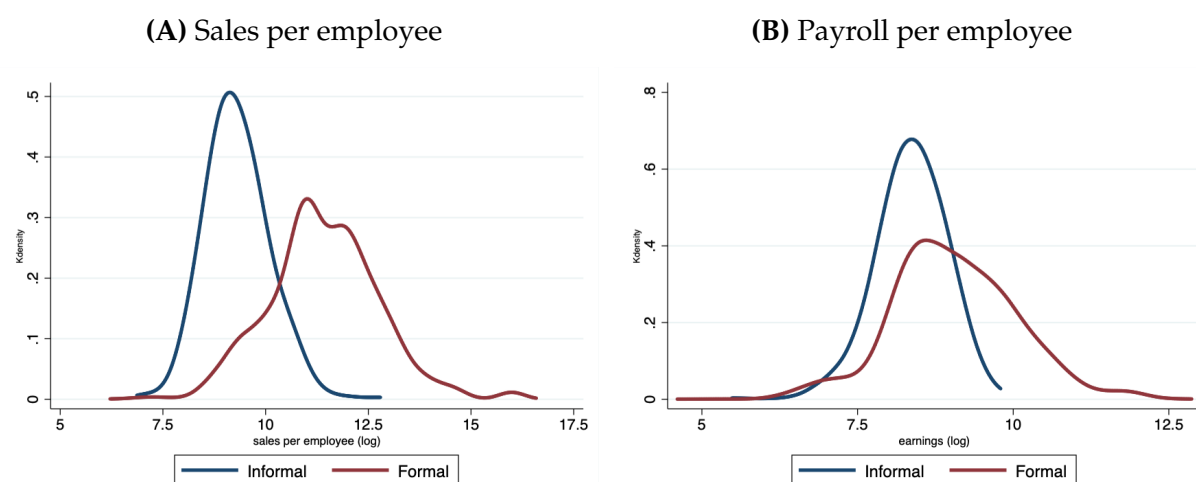 (A) Sales per employee
Kdensity
.5
.4
.3
.2
.1
0
5 7.5 10 12.5 15 17.5
sales per employee (log)
Informal Formal
(B) Payroll per employee
Kdensity
.8
.6
.4
.2
0
5 7.5 10 12.5
earnings (log)
Informal Formal